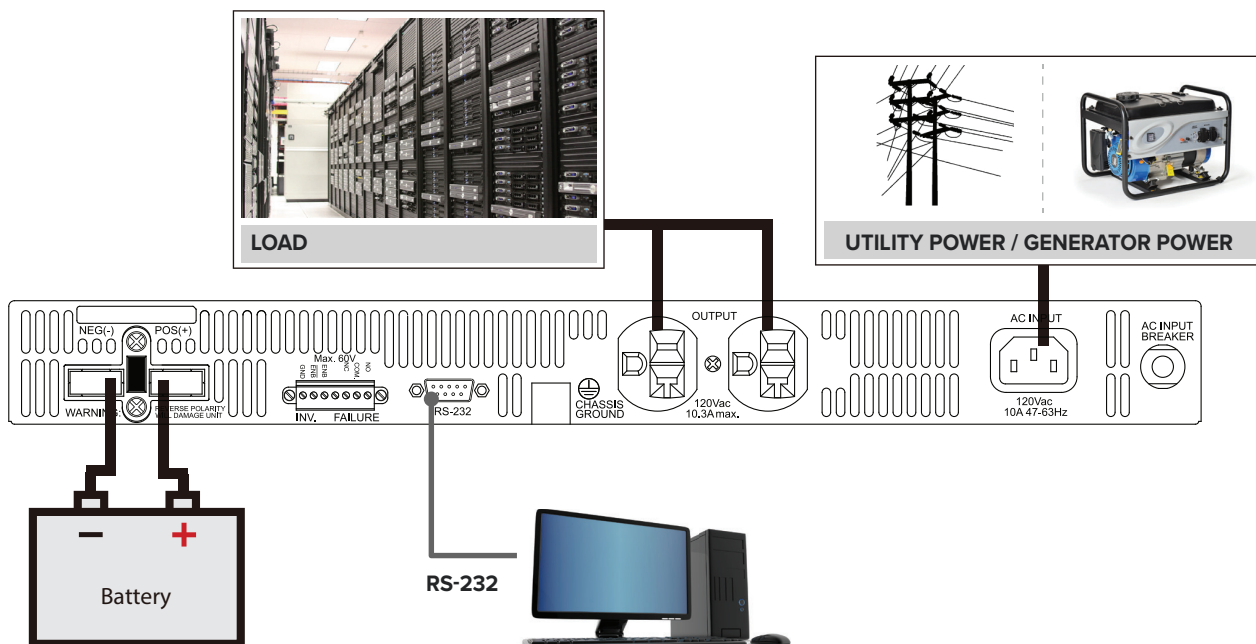 LOAD
UTILITY POWER / GENERATOR POWER
NEG(-)
POS(+)
WARNING:
REVERSE POLARITY
WILL DAMAGE UNIT
Max. 60V
GND
ENB
ENB
NC
COM.
NO
INV.
FAILURE
RS-232
CHASSIS
GROUND
OUTPUT
120Vac
10.3A max.
AC INPUT
120Vac
10A 47-63Hz
AC INPUT
BREAKER
−
+
Battery
RS-232